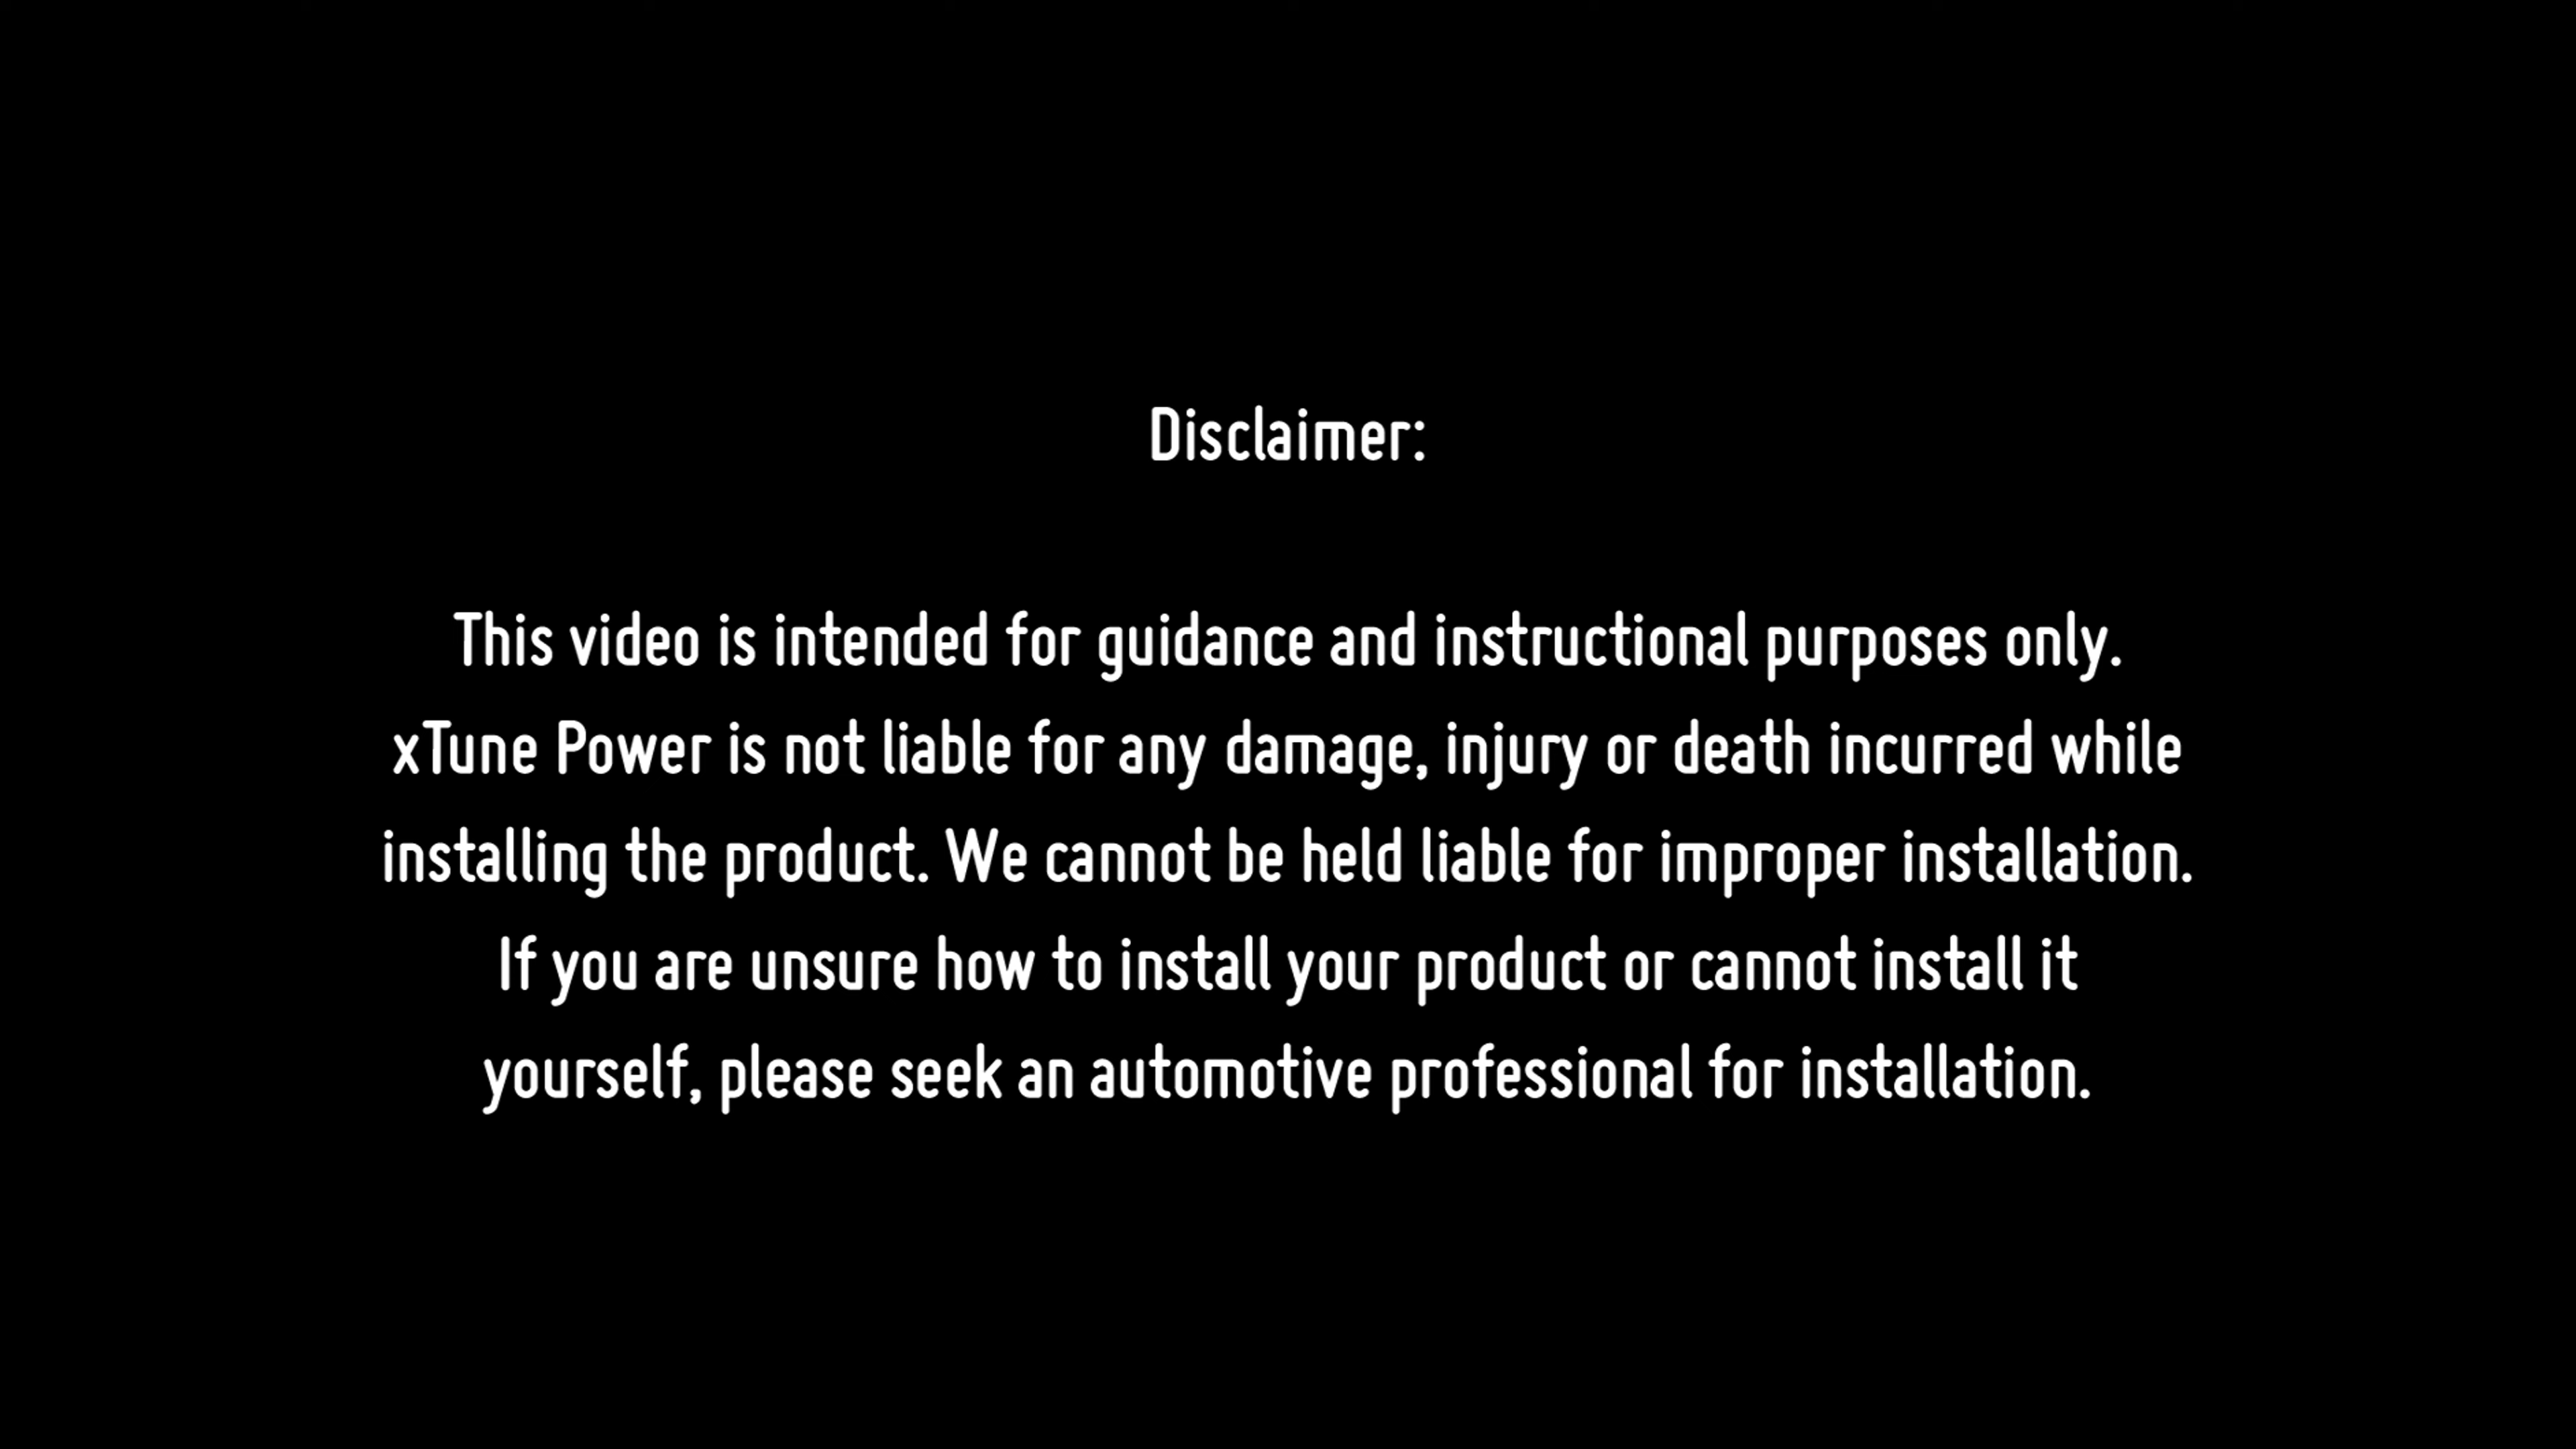 Disclaimer:
This video is intended for guidance and instructional purposes only.
xTune Power is not liable for any damage, injury or death incurred while
installing the product. We cannot be held liable for improper installation.
If you are unsure how to install your product or cannot install it
yourself, please seek an automotive professional for installation.